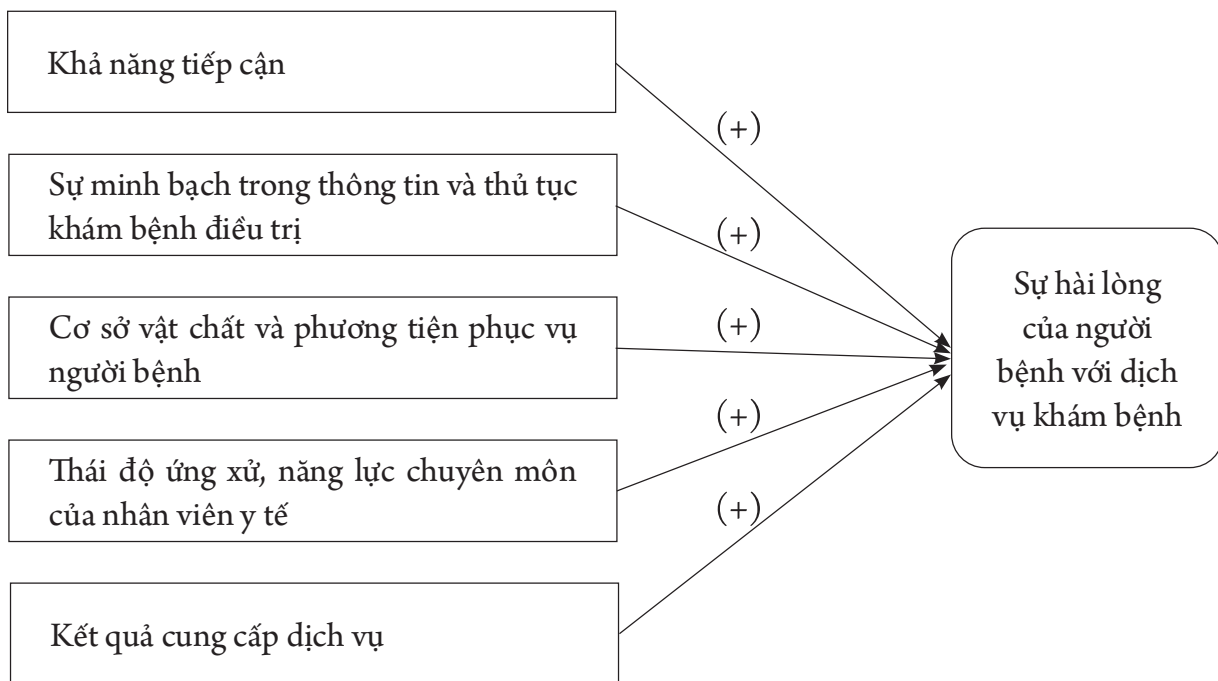 Khả năng tiếp cận
(+)
Sự minh bạch trong thông tin và thủ tục
khám bệnh điều trị
(+)
Cơ sở vật chất và phương tiện phục vụ
người bệnh
(+)
Thái độ ứng xử, năng lực chuyên môn
của nhân viên y tế
(+)
Kết quả cung cấp dịch vụ
(+)
Sự hài lòng
của người
bệnh với dịch
vụ khám bệnh